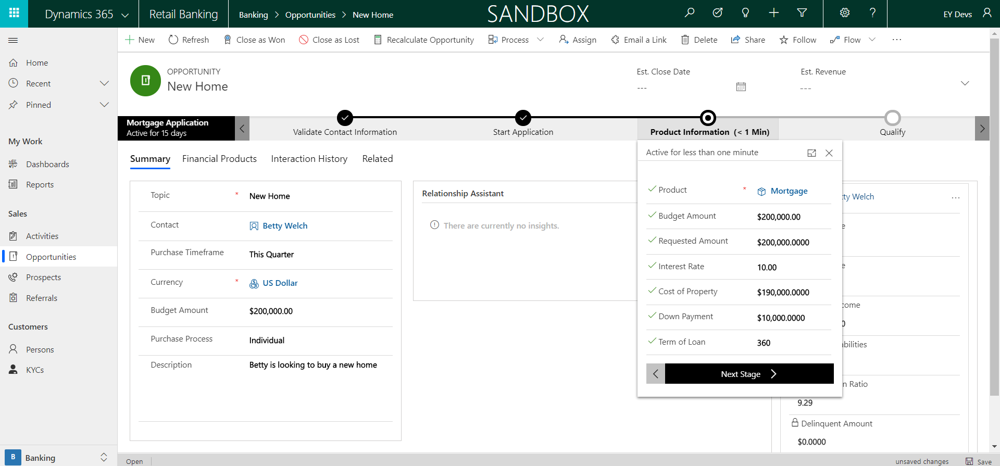 Dynamics 365
Retail Banking
Banking > Opportunities > New Home
SANDBOX
?
EY Devs
New
Refresh
Close as Won
Close as Lost
Recalculate Opportunity
Process
Assign
Email a Link
Delete
Share
Follow
Flow
...
Home
Recent
Pinned
My Work
Dashboards
Reports
Sales
Activities
Opportunities
Prospects
Referrals
Customers
Persons
KYCs
B Banking
OPPORTUNITY
New Home
Est. Close Date
---
Est. Revenue
---
Mortgage Application
Active for 15 days
Validate Contact Information
Start Application
Product Information (< 1 Min)
Qualify
Summary
Financial Products
Interaction History
Related
Topic * New Home
Contact Betty Welch
Purchase Timeframe This Quarter
Currency * US Dollar
Budget Amount $200,000.00
Purchase Process Individual
Description Betty is looking to buy a new home
Relationship Assistant
There are currently no insights.
Active for less than one minute
Product * Mortgage
Budget Amount $200,000.00
Requested Amount $200,000.0000
Interest Rate 10.00
Cost of Property $190,000.0000
Down Payment $10,000.0000
Term of Loan 360
Next Stage
ty Welch
...
e
e
come
0
abilities
n Ratio
9.29
Delinquent Amount
$0.0000
Open
unsaved changes
Save